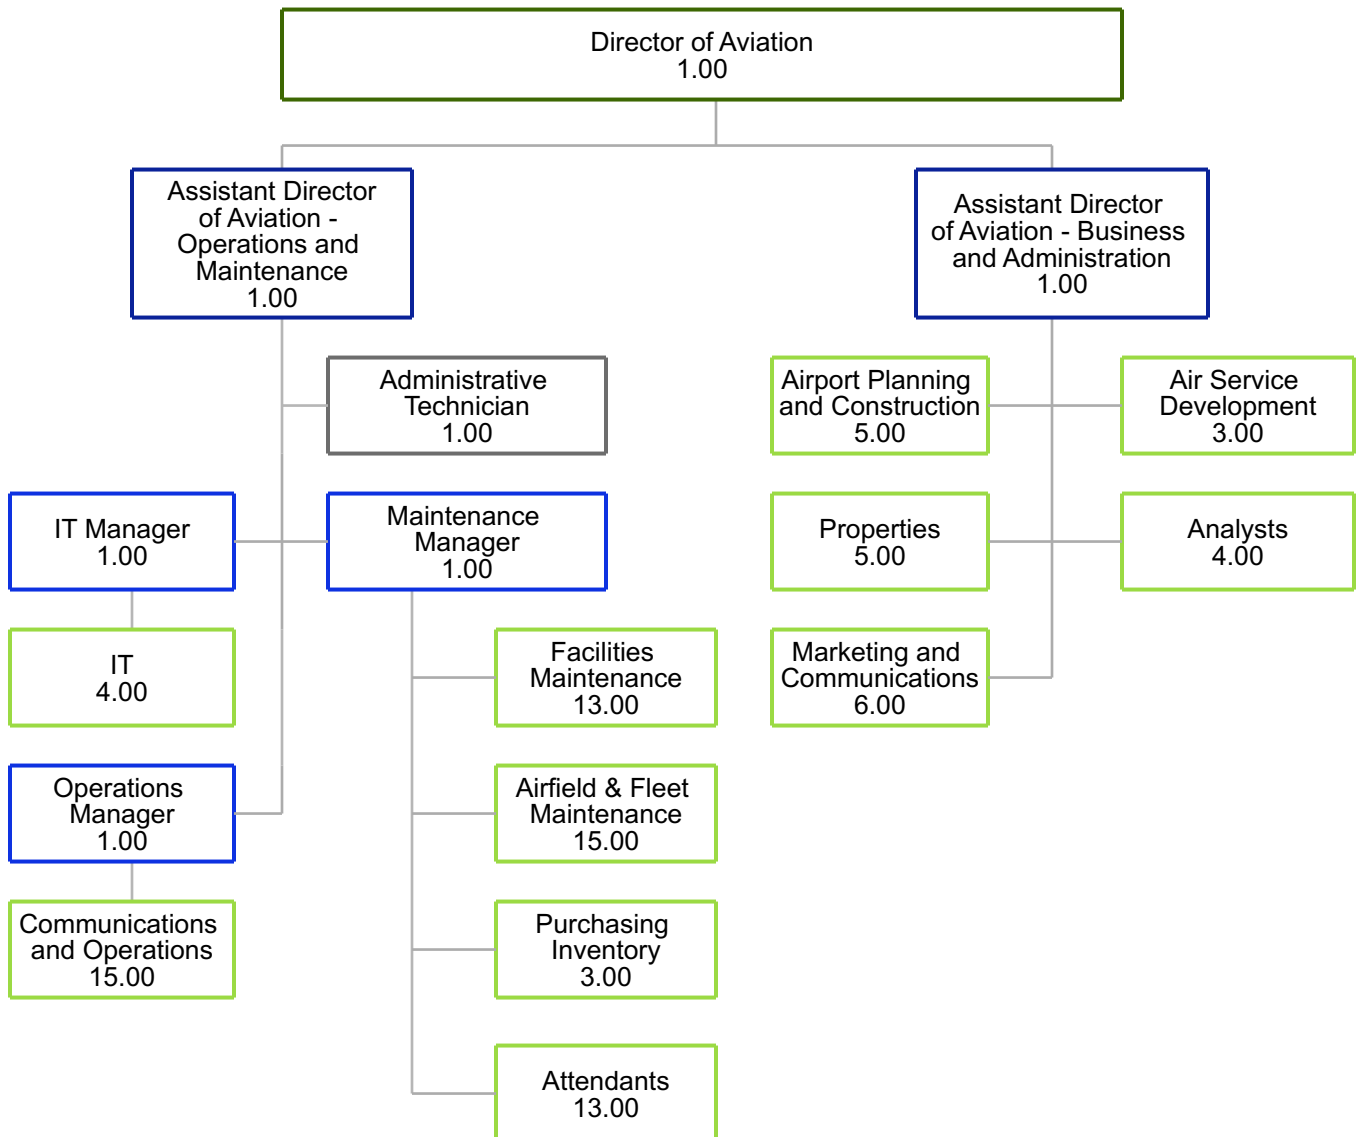 Director of Aviation
1.00
Assistant Director
of Aviation -
Operations and
Maintenance
1.00
Assistant Director
of Aviation - Business
and Administration
1.00
Administrative
Technician
1.00
Airport Planning
and Construction
5.00
Air Service
Development
3.00
IT Manager
1.00
Maintenance
Manager
1.00
Properties
5.00
Analysts
4.00
IT
4.00
Facilities
Maintenance
13.00
Marketing and
Communications
6.00
Operations
Manager
1.00
Airfield & Fleet
Maintenance
15.00
Communications
and Operations
15.00
Purchasing
Inventory
3.00
Attendants
13.00